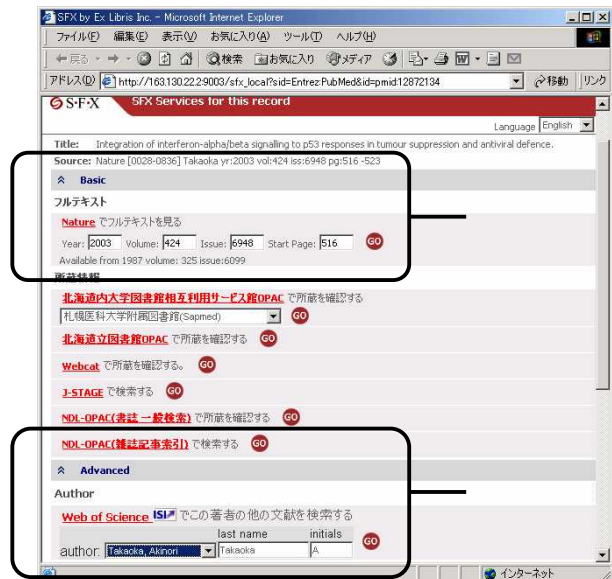 SFX by Ex Libris Inc. - Microsoft Internet Explorer
ファイル(F) 編集(E) 表示(V) お気に入り(A) ツール(T) ヘルプ(H)
戻る 検索 お気に入り メディア
アドレス(D) http://163.130.22.2:9003/sfx_local?sid=Entrez:PubMed&id=pmid:12872134 移動 リンク
S·F·X SFX Services for this record
Language English
Title: Integration of interferon-alpha/beta signalling to p53 responses in tumour suppression and antiviral defence.
Source: Nature [0028-0836] Takaoka yr:2003 vol:424 iss:6948 pg:516 -523
Basic
フルテキスト
Nature でフルテキストを見る
Year: 2003 Volume: 424 Issue: 6948 Start Page: 516 GO
Available from 1987 volume: 325 issue:6099
所蔵情報
北海道内大学図書館相互利用サービス館OPAC で所蔵を確認する
札幌医科大学附属図書館(Sapmed) GO
北海道立図書館OPAC で所蔵を確認する GO
Webcat で所蔵を確認する。 GO
J-STAGE で検索する GO
NDL-OPAC(書誌一般検索) で所蔵を確認する GO
NDL-OPAC(雑誌記事索引) で検索する GO
Advanced
Author
Web of Science ISI でこの著者の他の文献を検索する
last name initials
author: Takaoka, Akinori Takaoka A GO
インターネット